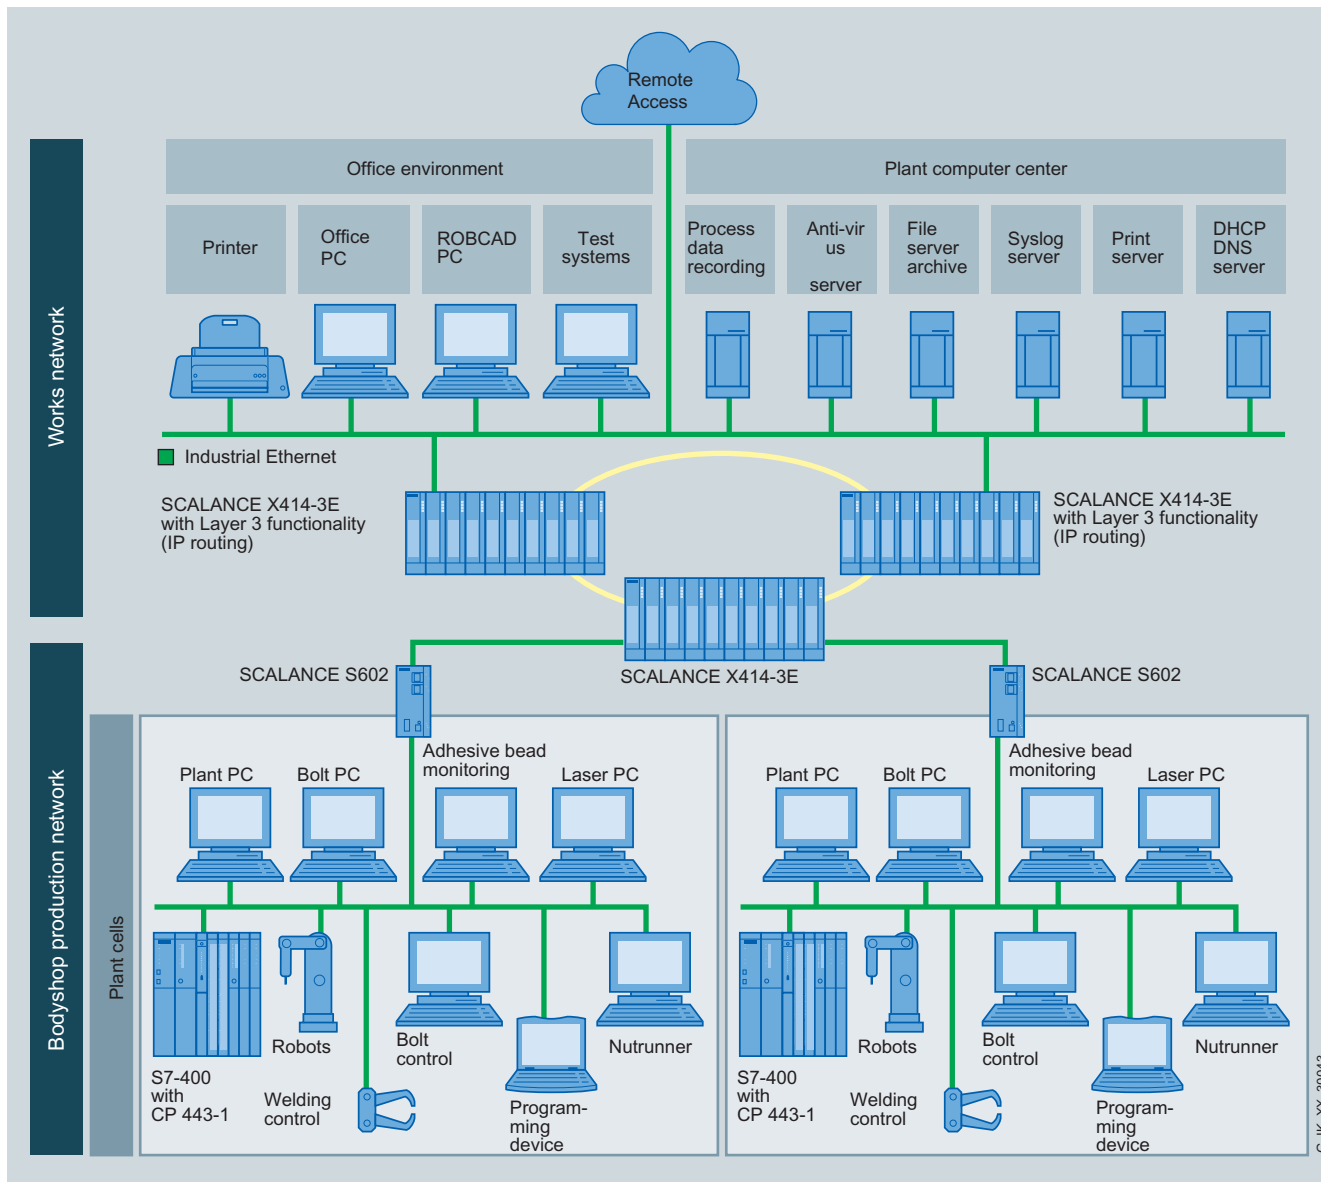 Remote
Access
Office environment
Plant computer center
Printer
Office
PC
ROBCAD
PC
Test
systems
Process
data
recording
Anti-vir
us
server
File
server
archive
Syslog
server
Print
server
DHCP
DNS
server
Works network
Industrial Ethernet
SCALANCE X414-3E
with Layer 3 functionality
(IP routing)
SCALANCE X414-3E
with Layer 3 functionality
(IP routing)
SCALANCE S602
SCALANCE X414-3E
SCALANCE S602
Bodyshop production network
Plant cells
Plant PC
Bolt PC
Adhesive bead
monitoring
Laser PC
S7-400
with
CP 443-1
Robots
Welding
control
Bolt
control
Program-
ming
device
Nutrunner
Plant PC
Bolt PC
Adhesive bead
monitoring
Laser PC
S7-400
with
CP 443-1
Robots
Welding
control
Bolt
control
Program-
ming
device
Nutrunner